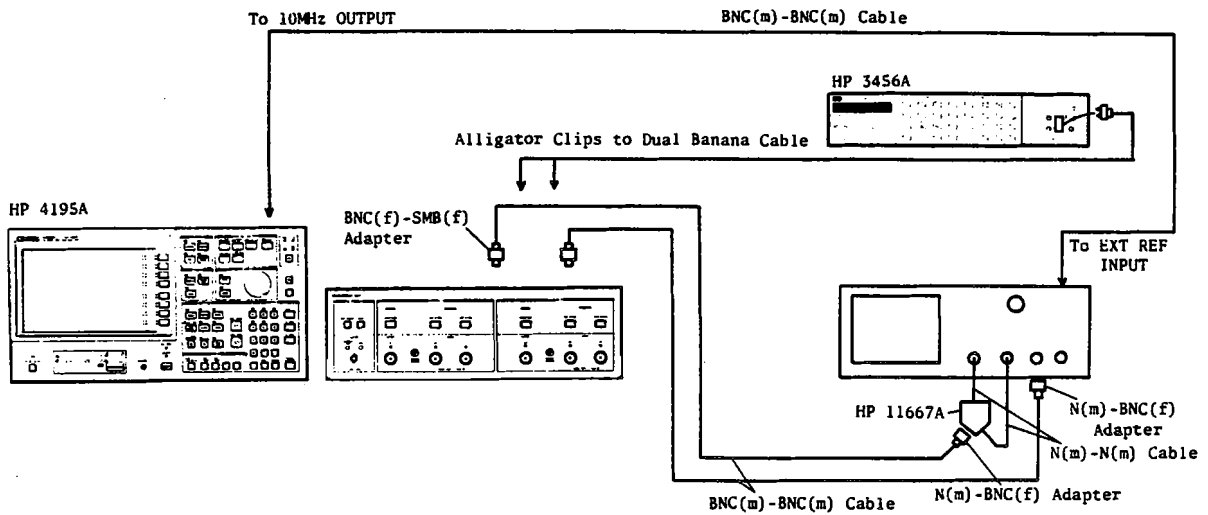 To 10MHz OUTPUT
BNC(m)-BNC(m) Cable
HP 3456A
Alligator Clips to Dual Banana Cable
HP 4195A
BNC(f)-SMB(f)
Adapter
To EXT REF
INPUT
HP 11667A
N(m)-BNC(f)
Adapter
N(m)-N(m) Cable
BNC(m)-BNC(m) Cable
N(m)-BNC(f) Adapter